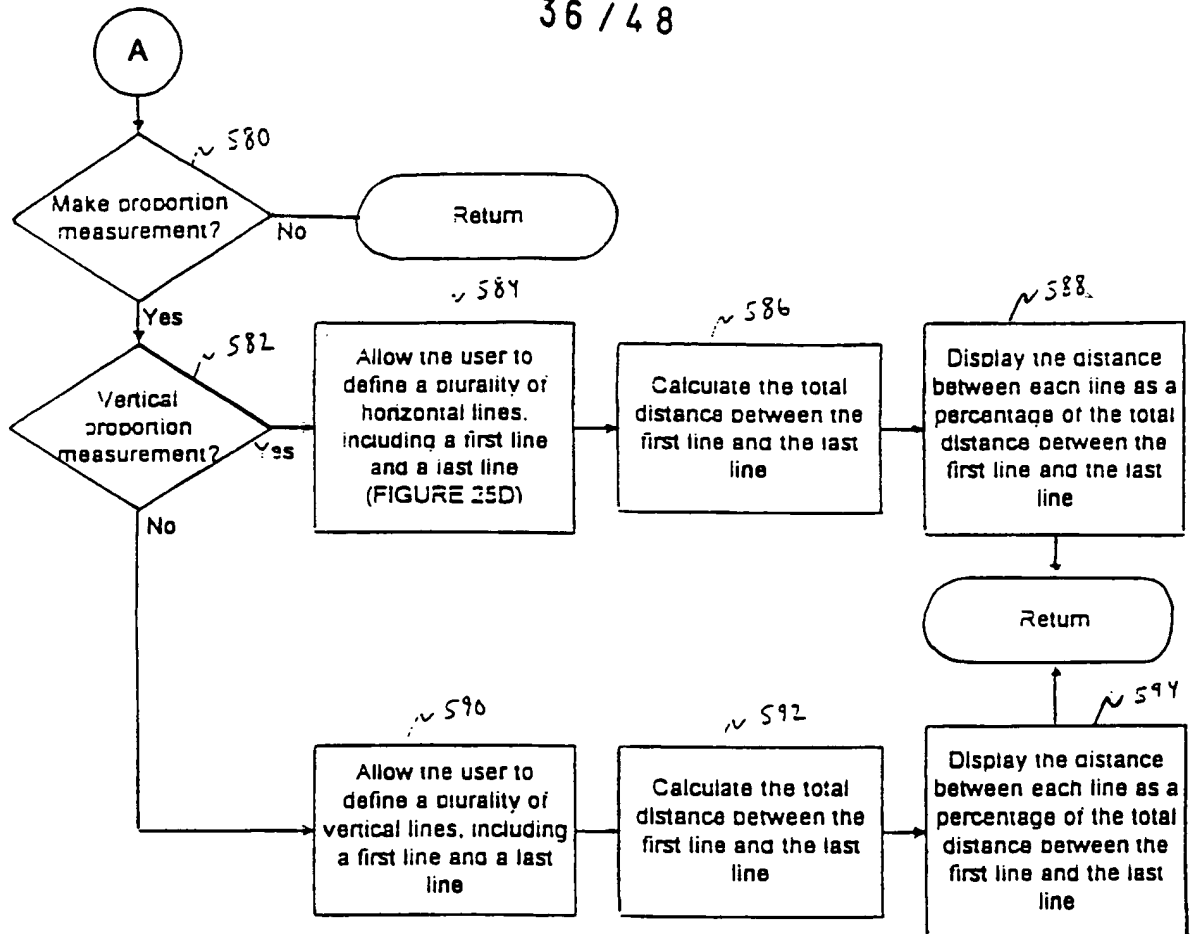 36/48
A
580
Make proportion
measurement?
No
Return
Yes
582
Vertical
proportion
measurement?
Yes
No
584
Allow the user to
define a plurality of
horizontal lines,
including a first line
and a last line
(FIGURE 25D)
586
Calculate the total
distance between the
first line and the last
line
588
Display the distance
between each line as a
percentage of the total
distance between the
first line and the last
line
Return
590
Allow the user to
define a plurality of
vertical lines, including
a first line and a last
line
592
Calculate the total
distance between the
first line and the last
line
594
Display the distance
between each line as a
percentage of the total
distance between the
first line and the last
line